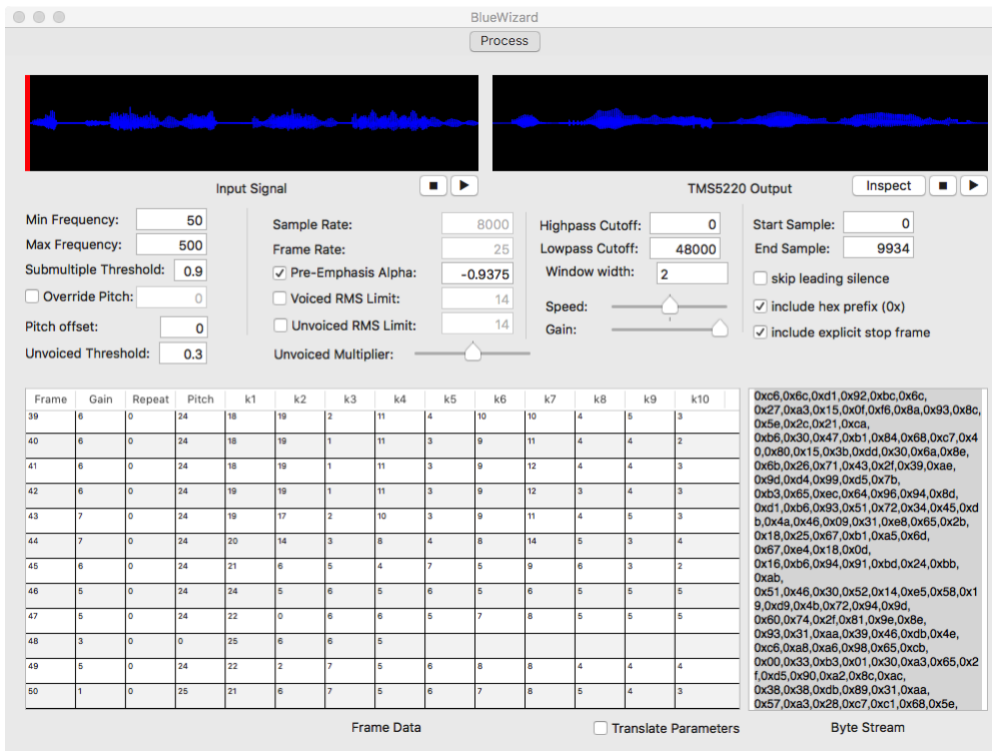 BlueWizard
Process
Input Signal
TMS5220 Output Inspect
Min Frequency: 50
Max Frequency: 500
Submultiple Threshold: 0.9
Override Pitch: 0
Pitch offset: 0
Unvoiced Threshold: 0.3
Sample Rate: 8000
Frame Rate: 25
Pre-Emphasis Alpha: -0.9375
Voiced RMS Limit: 14
Unvoiced RMS Limit: 14
Unvoiced Multiplier:
Highpass Cutoff: 0
Lowpass Cutoff: 48000
Window width: 2
Speed:
Gain:
Start Sample: 0
End Sample: 9934
skip leading silence
include hex prefix (0x)
include explicit stop frame
Frame Gain Repeat Pitch k1 k2 k3 k4 k5 k6 k7 k8 k9 k10
39 6 0 24 18 19 2 11 4 10 10 4 5 3
40 6 0 24 18 19 1 11 3 9 11 4 4 2
41 6 0 24 18 19 1 11 3 9 12 4 4 3
42 6 0 24 19 19 1 11 3 9 12 3 4 3
43 7 0 24 19 17 2 10 3 9 11 4 5 3
44 7 0 24 20 14 3 8 4 8 14 5 3 4
45 6 0 24 21 6 5 4 7 5 9 6 3 2
46 5 0 24 24 5 6 5 6 5 6 5 5 5
47 5 0 24 22 0 6 6 5 7 8 5 5 5
48 3 0 0 25 6 6 5
49 5 0 24 22 2 7 5 6 8 8 4 4 4
50 1 0 25 21 6 7 5 6 7 8 5 4 3
0xc6,0x6c,0xd1,0x92,0xbc,0x6c,
0x27,0xa3,0x15,0x0f,0xf6,0x8a,0x93,0x8c,
0x5e,0x2c,0x21,0xca,
0xb6,0x30,0x47,0xb1,0x84,0x68,0xc7,0x4
0,0x80,0x15,0x3b,0xdd,0x30,0x6a,0x8e,
0x6b,0x26,0x71,0x43,0x2f,0x39,0xae,
0x9d,0xd4,0x99,0xd5,0x7b,
0xb3,0x65,0xec,0x64,0x96,0x94,0x8d,
0xd1,0xb6,0x93,0x51,0x72,0x34,0x45,0xd
b,0x4a,0x46,0x09,0x31,0xe8,0x65,0x2b,
0x18,0x25,0x67,0xb1,0xa5,0x6d,
0x67,0xe4,0x18,0x0d,
0x16,0xb6,0x94,0x91,0xbd,0x24,0xbb,
0xab,
0x51,0x46,0x30,0x52,0x14,0xe5,0x58,0x1
9,0xd9,0x4b,0x72,0x94,0x9d,
0x60,0x74,0x2f,0x81,0x9e,0x8e,
0x93,0x31,0xaa,0x39,0x46,0xdb,0x4e,
0xc6,0xa8,0xa6,0x98,0x65,0xcb,
0x00,0x33,0xb3,0x01,0x30,0xa3,0x65,0x2
f,0xd5,0x90,0xa2,0x8c,0xac,
0x38,0x38,0xdb,0x89,0x31,0xaa,
0x57,0xa3,0x28,0xc7,0xc1,0x68,0x5e,
Frame Data
Translate Parameters
Byte Stream